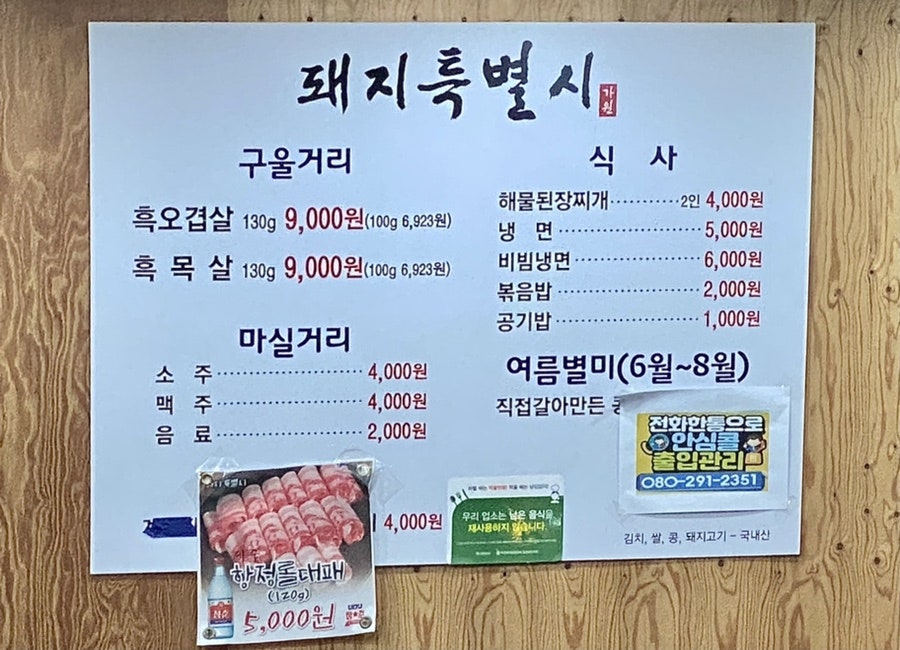 돼지특별시
가원
구울거리
흑오겹살 130g 9,000원(100g 6,923원)
흑 목 살 130g 9,000원(100g 6,923원)
마실거리
소 주 4,000원
맥 주 4,000원
음 료 2,000원
4,000원
식 사
해물된장찌개 2인 4,000원
냉 면 5,000원
비빔냉면 6,000원
볶음밥 2,000원
공기밥 1,000원
여름별미(6월~8월)
직접갈아만든
전화한통으로
안심콜
출입관리
080-291-2351
우리 업소는 남은 음식을
재사용하지 않습니다.
김치, 쌀, 콩, 돼지고기 – 국내산
항정롤대패
(120g)
5,000원